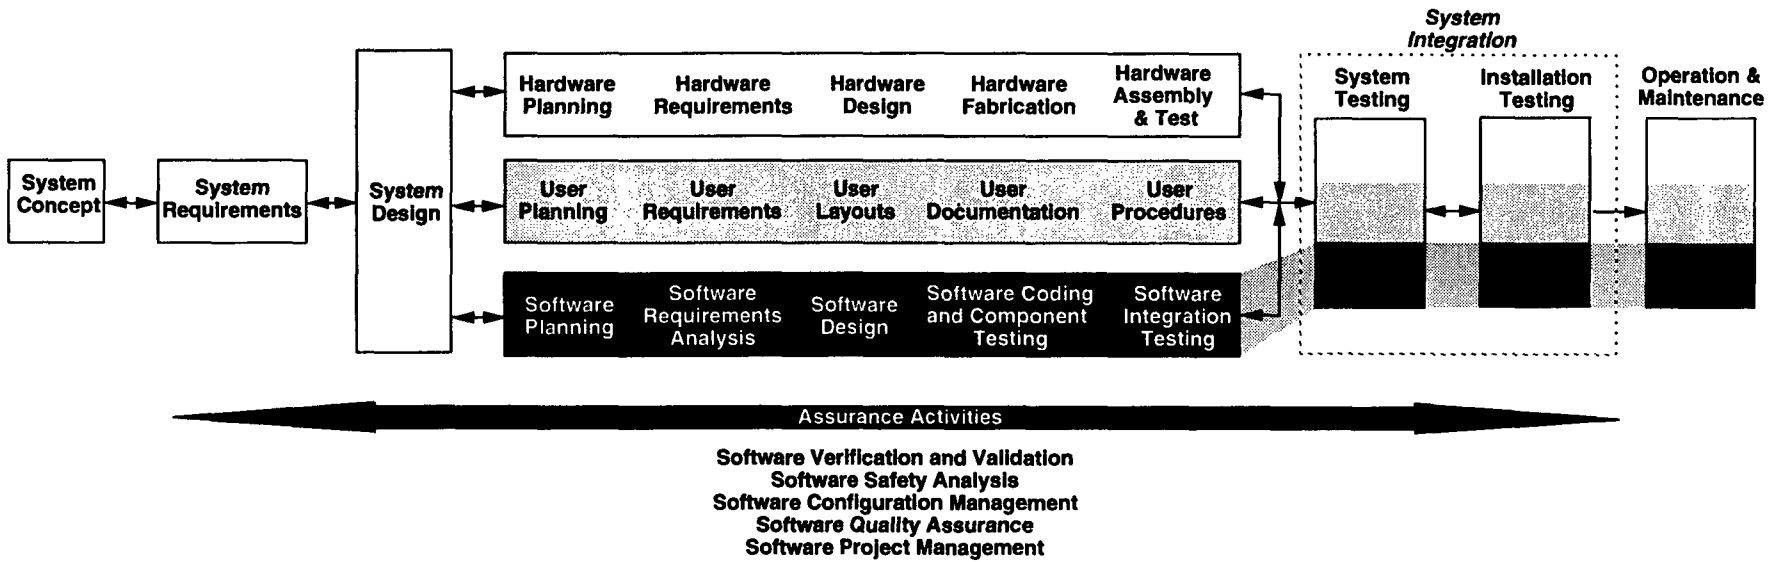 System
Integration
Hardware
Planning
Hardware
Requirements
Hardware
Design
Hardware
Fabrication
Hardware
Assembly
& Test
System
Testing
Installation
Testing
Operation &
Maintenance
System
Concept
System
Requirements
System
Design
User
Planning
User
Requirements
User
Layouts
User
Documentation
User
Procedures
Software
Planning
Software
Requirements
Analysis
Software
Design
Software Coding
and Component
Testing
Software
Integration
Testing
Assurance Activities
Software Verification and Validation
Software Safety Analysis
Software Configuration Management
Software Quality Assurance
Software Project Management